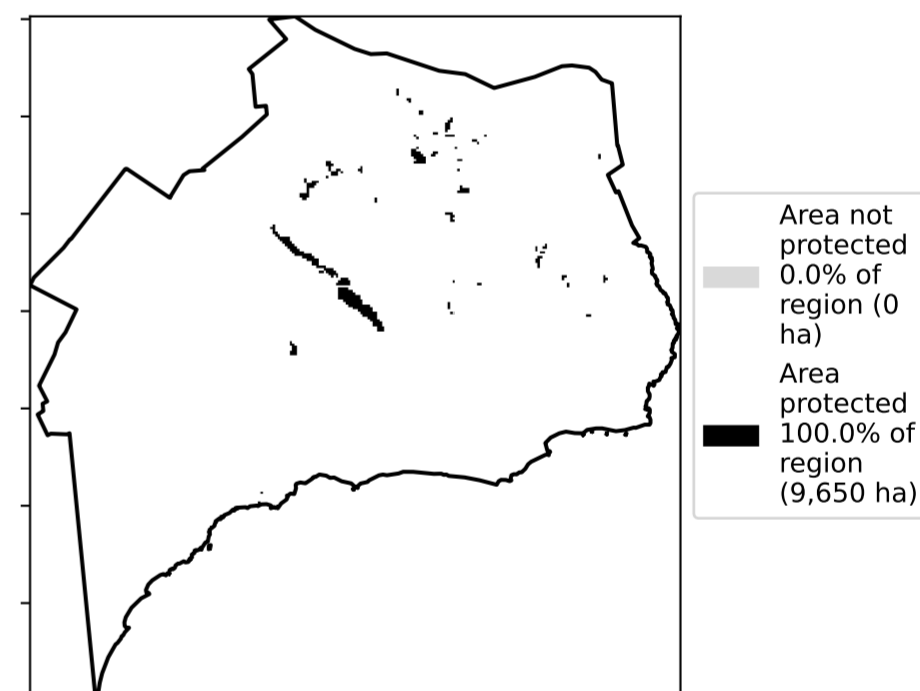 Area not
protected
0.0% of
region (0
ha)
Area
protected
100.0% of
region
(9,650 ha)